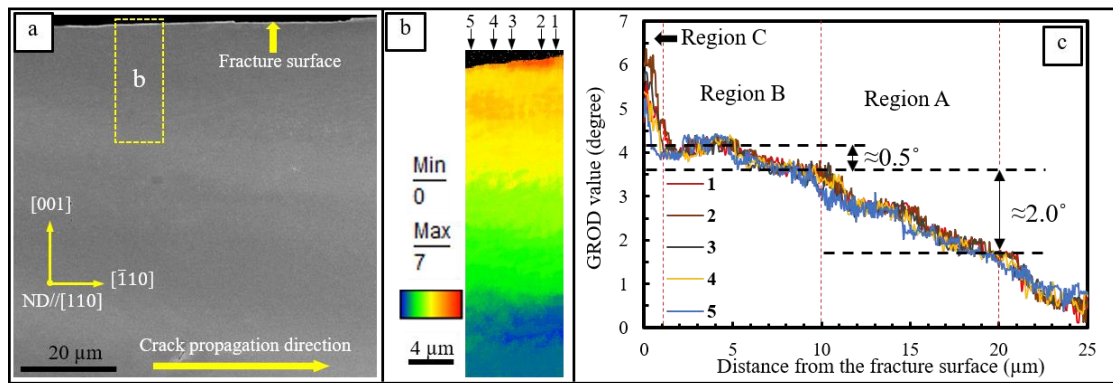 a
Fracture surface
b
[001]
[1̅10]
ND//[110]
20 µm
Crack propagation direction
b
5 4 3 2 1
Min
0
Max
7
4 µm
c
Region C
Region B
Region A
≈0.5°
≈2.0°
1
2
3
4
5
GROD value (degree)
7
6
5
4
3
2
1
0
0 5 10 15 20 25
Distance from the fracture surface (µm)